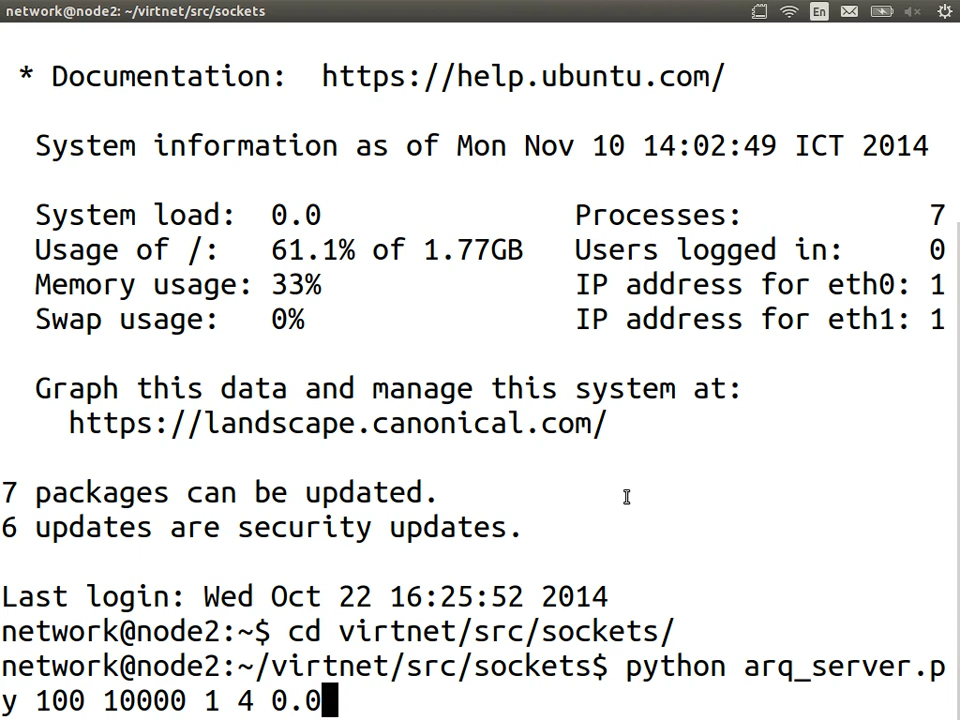 network@node2: ~/virtnet/src/sockets
En
* Documentation:  https://help.ubuntu.com/
System information as of Mon Nov 10 14:02:49 ICT 2014
System load:  0.0               Processes:           7
Usage of /:   61.1% of 1.77GB   Users logged in:     0
Memory usage: 33%               IP address for eth0: 1
Swap usage:   0%                IP address for eth1: 1
Graph this data and manage this system at:
https://landscape.canonical.com/
7 packages can be updated.
6 updates are security updates.
Last login: Wed Oct 22 16:25:52 2014
network@node2:~$ cd virtnet/src/sockets/
network@node2:~/virtnet/src/sockets$ python arq_server.p
y 100 10000 1 4 0.0